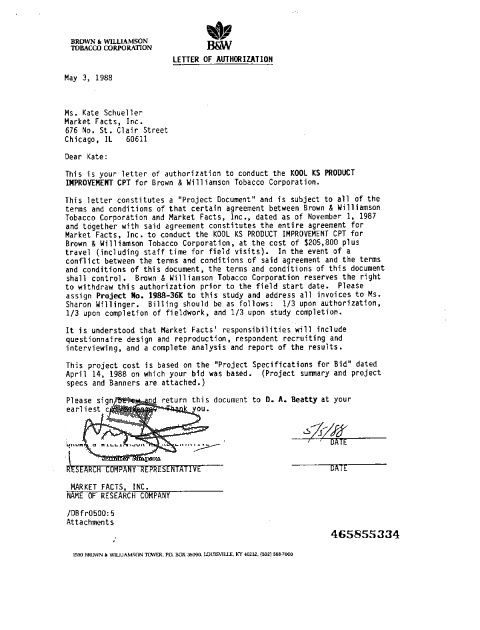 BROWN & WILLIAMSON
TOBACCO CORPORATION
B&W
LETTER OF AUTHORIZATION
May 3, 1988
Ms. Kate Schueller
Market Facts, Inc.
676 No. St. Clair Street
Chicago, IL 60611
Dear Kate:
This is your letter of authorization to conduct the KOOL KS PRODUCT
IMPROVEMENT CPT for Brown & Williamson Tobacco Corporation.
This letter constitutes a "Project Document" and is subject to all of the
terms and conditions of that certain agreement between Brown & Williamson
Tobacco Corporation and Market Facts, Inc., dated as of November 1, 1987
and together with said agreement constitutes the entire agreement for
Market Facts, Inc. to conduct the KOOL KS PRODUCT IMPROVEMENT CPT for
Brown & Williamson Tobacco Corporation, at the cost of $205,800 plus
travel (including staff time for field visits). In the event of a
conflict between the terms and conditions of said agreement and the terms
and conditions of this document, the terms and conditions of this document
shall control. Brown & Williamson Tobacco Corporation reserves the right
to withdraw this authorization prior to the field start date. Please
assign Project No. 1988-36K to this study and address all invoices to Ms.
Sharon Willinger. Billing should be as follows: 1/3 upon authorization,
1/3 upon completion of fieldwork, and 1/3 upon study completion.
It is understood that Market Facts' responsibilities will include
questionnaire design and reproduction, respondent recruiting and
interviewing, and a complete analysis and report of the results.
This project cost is based on the "Project Specifications for Bid" dated
April 14, 1988 on which your bid was based. (Project summary and project
specs and Banners are attached.)
Please sign below and return this document to D. A. Beatty at your
earliest Thank you.
5/5/88
DATE
RESEARCH COMPANY REPRESENTATIVE
DATE
MARKET FACTS, INC.
NAME OF RESEARCH COMPANY
/DBfr0500:5
Attachments
465855334
1500 BROWN & WILLIAMSON TOWER, P.O. BOX 35090, LOUISVILLE, KY 40232, (502) 568-7000